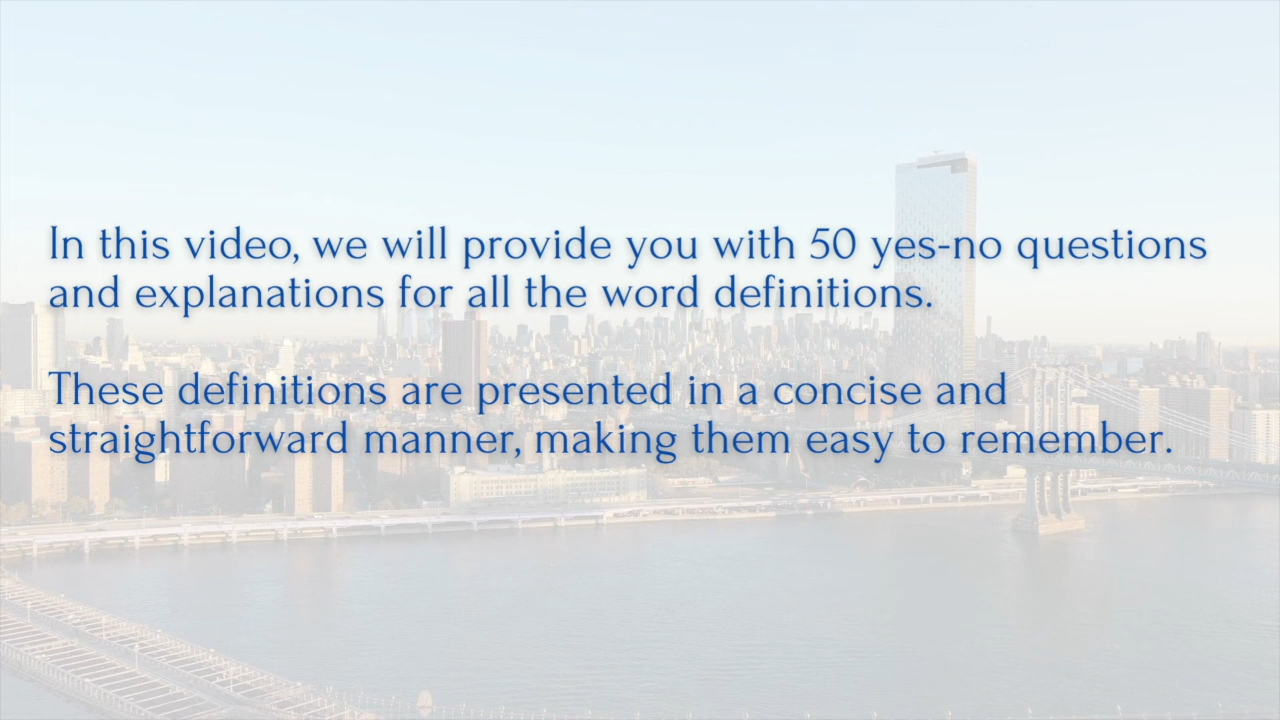 In this video, we will provide you with 50 yes-no questions
and explanations for all the word definitions.
These definitions are presented in a concise and
straightforward manner, making them easy to remember.